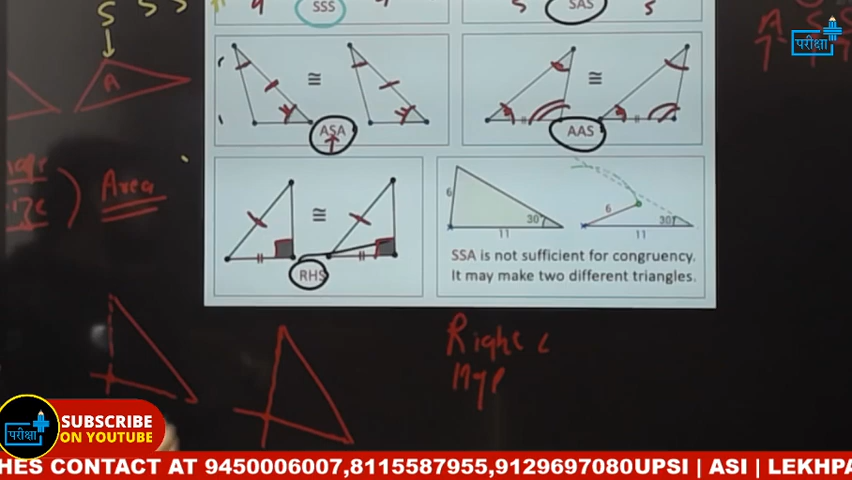 S S S
SSS
SAS
S
S
A
परीक्षा
A
≅
≅
ASA
AAS
Area
≅
RHS
6
30°
11
6
30°
11
SSA is not sufficient for congruency.
It may make two different triangles.
Hyp
परीक्षा
SUBSCRIBE
ON YOUTUBE
HES CONTACT AT 9450006007,8115587955,9129697080UPSI | ASI | LEKHPA